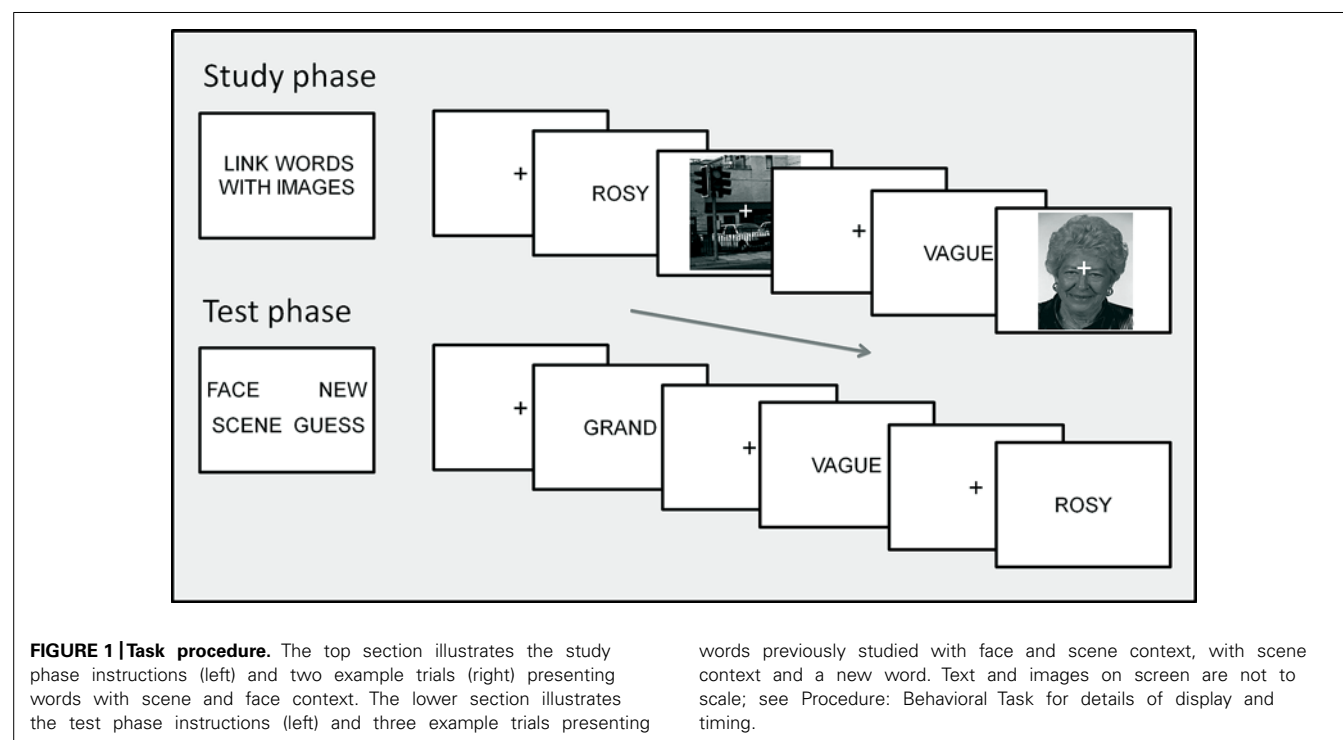 Study phase
LINK WORDS
WITH IMAGES
+
ROSY
+
+
VAGUE
+
Test phase
FACE NEW
SCENE GUESS
+
GRAND
+
VAGUE
+
ROSY
FIGURE 1 | Task procedure. The top section illustrates the study
phase instructions (left) and two example trials (right) presenting
words with scene and face context. The lower section illustrates
the test phase instructions (left) and three example trials presenting
words previously studied with face and scene context, with scene
context and a new word. Text and images on screen are not to
scale; see Procedure: Behavioral Task for details of display and
timing.